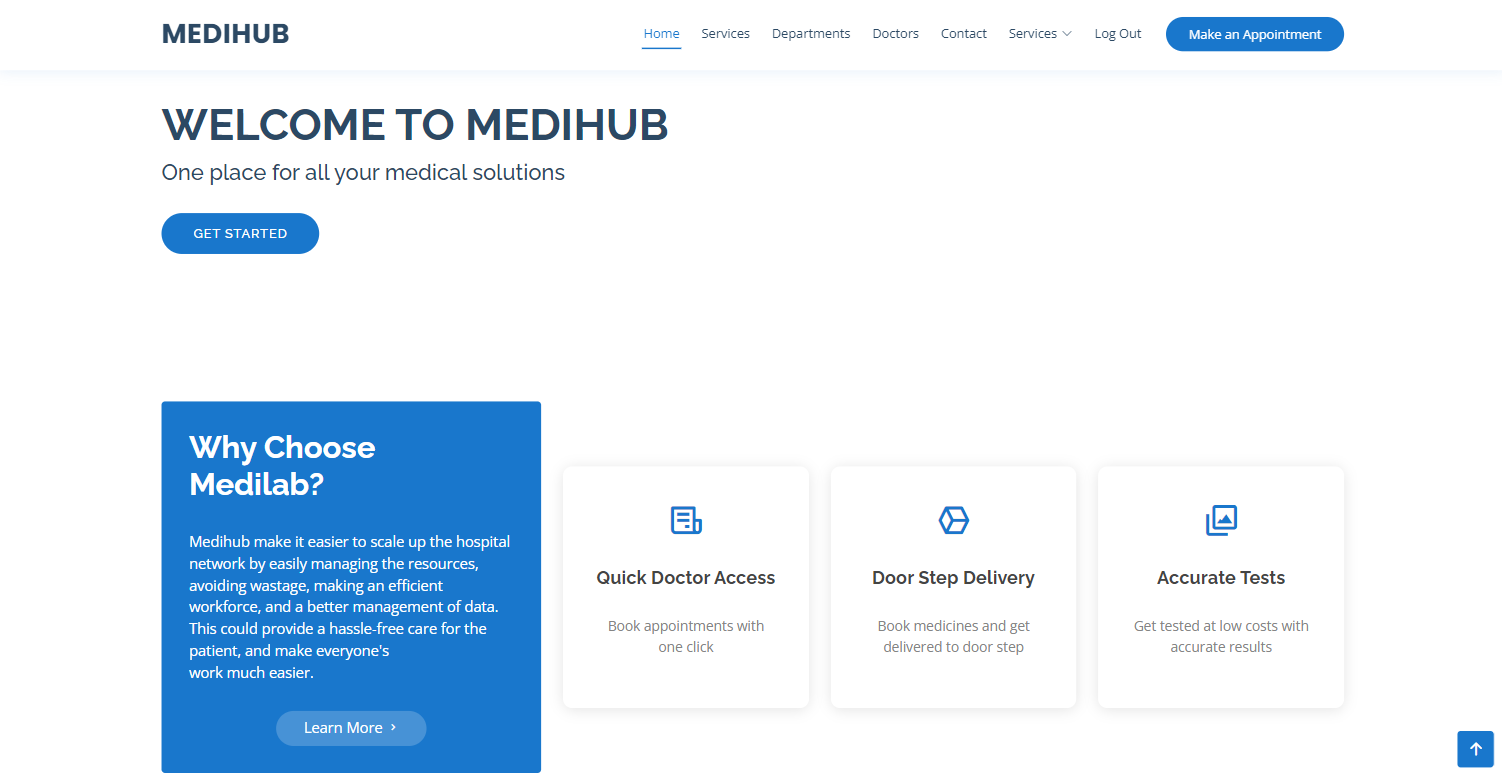 MEDIHUB
Home Services Departments Doctors Contact Services Log Out Make an Appointment
WELCOME TO MEDIHUB
One place for all your medical solutions
GET STARTED
Why Choose
Medilab?
Medihub make it easier to scale up the hospital
network by easily managing the resources,
avoiding wastage, making an efficient
workforce, and a better management of data.
This could provide a hassle-free care for the
patient, and make everyone's
work much easier.
Learn More
Quick Doctor Access
Book appointments with
one click
Door Step Delivery
Book medicines and get
delivered to door step
Accurate Tests
Get tested at low costs with
accurate results